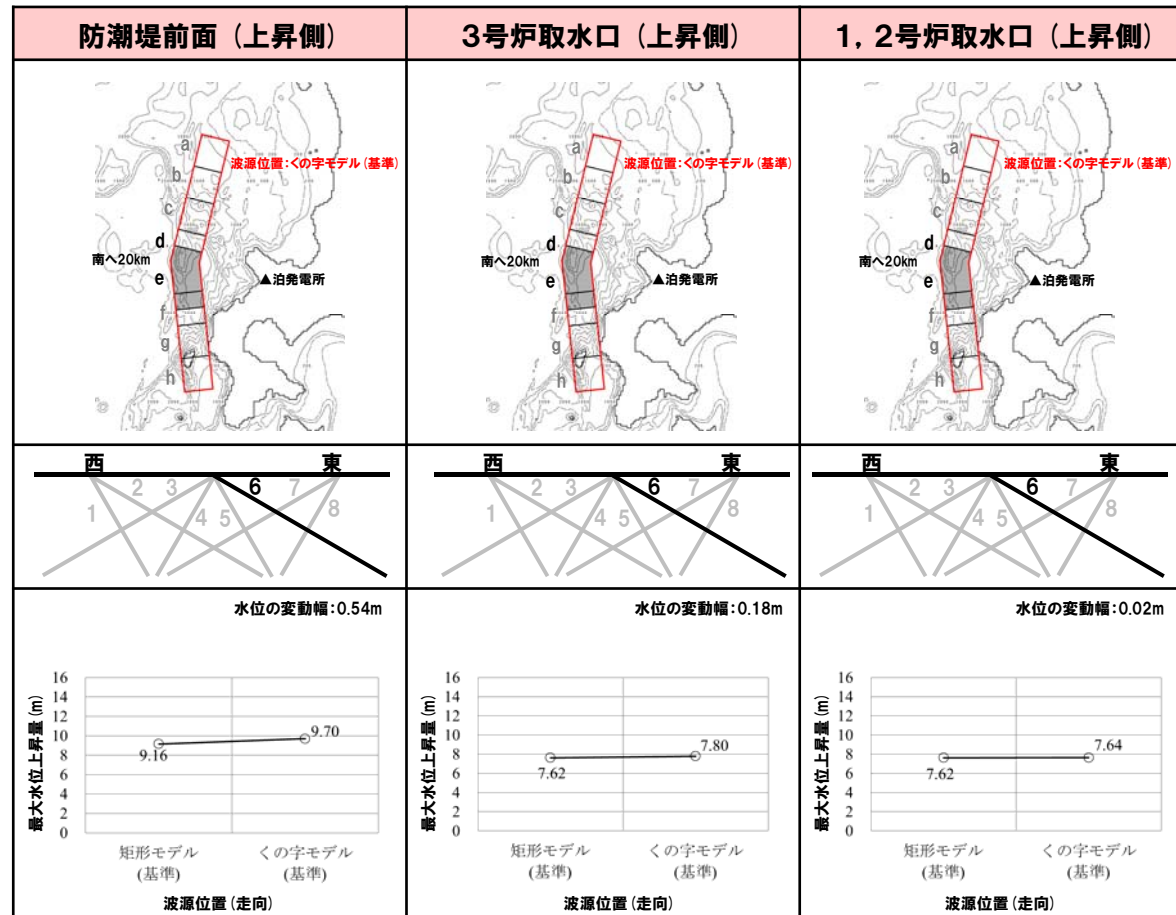 防潮堤前面（上昇側）
3号炉取水口（上昇側）
1，2号炉取水口（上昇側）
a
波源位置：くの字モデル（基準）
b
c
d
南へ20km
e
▲泊発電所
f
g
h
a
波源位置：くの字モデル（基準）
b
c
d
南へ20km
e
▲泊発電所
f
g
h
a
波源位置：くの字モデル（基準）
b
c
d
南へ20km
e
▲泊発電所
f
g
h
西 東
1 2 3 4 5 6 7 8
西 東
1 2 3 4 5 6 7 8
西 東
1 2 3 4 5 6 7 8
水位の変動幅：0.54m
最大水位上昇量（m）
16
14
12
10
8
6
4
2
0
9.16
9.70
矩形モデル くの字モデル
(基準) (基準)
波源位置（走向）
水位の変動幅：0.18m
最大水位上昇量（m）
16
14
12
10
8
6
4
2
0
7.62
7.80
矩形モデル くの字モデル
(基準) (基準)
波源位置（走向）
水位の変動幅：0.02m
最大水位上昇量（m）
16
14
12
10
8
6
4
2
0
7.62
7.64
矩形モデル くの字モデル
(基準) (基準)
波源位置（走向）